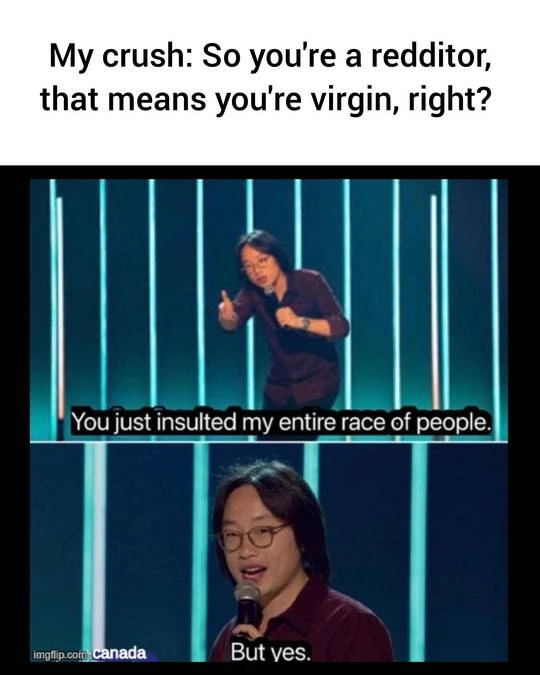 My crush: So you're a redditor,
that means you're virgin, right?
You just insulted my entire race of people.
But yes.
imgflip.com canada